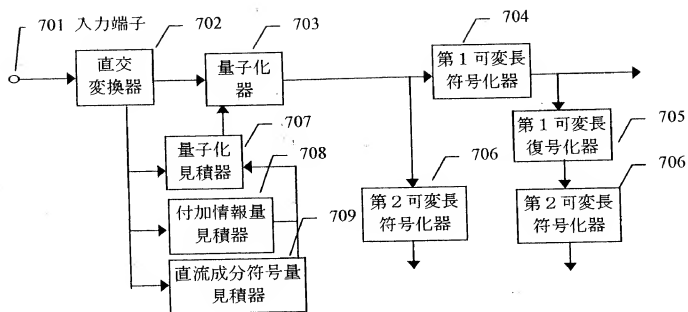 701 入力端子
702
703
704
直交
変換器
量子化
器
第1可変長
符号化器
707
第1可変長
復号化器
705
量子化
見積器
708
706
706
付加情報量
見積器
709
第2可変長
符号化器
第2可変長
符号化器
直流成分符号量
見積器